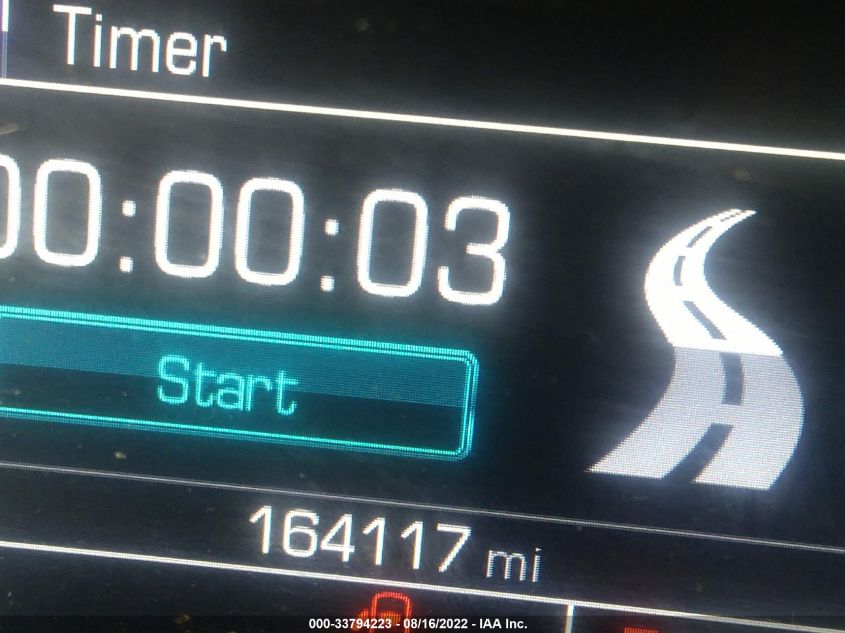 Timer
00:00:03
Start
164117 mi
000-33794223 - 08/16/2022 - IAA Inc.